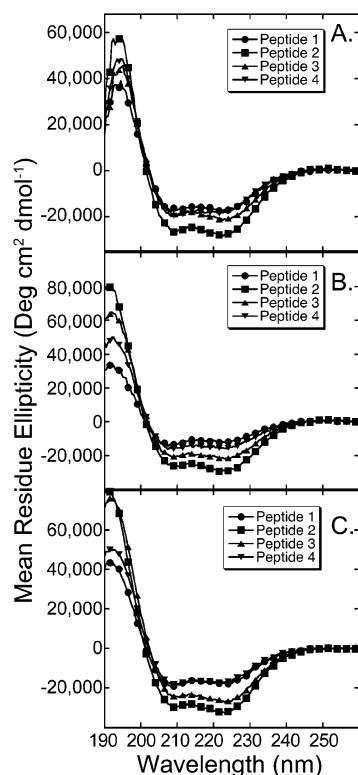 Mean Residue Ellipticity (Deg cm² dmol⁻¹)
A.
60,000
40,000
20,000
0
-20,000
Peptide 1
Peptide 2
Peptide 3
Peptide 4
B.
80,000
60,000
40,000
20,000
0
-20,000
Peptide 1
Peptide 2
Peptide 3
Peptide 4
C.
60,000
40,000
20,000
0
-20,000
Peptide 1
Peptide 2
Peptide 3
Peptide 4
190 200 210 220 230 240 250
Wavelength (nm)